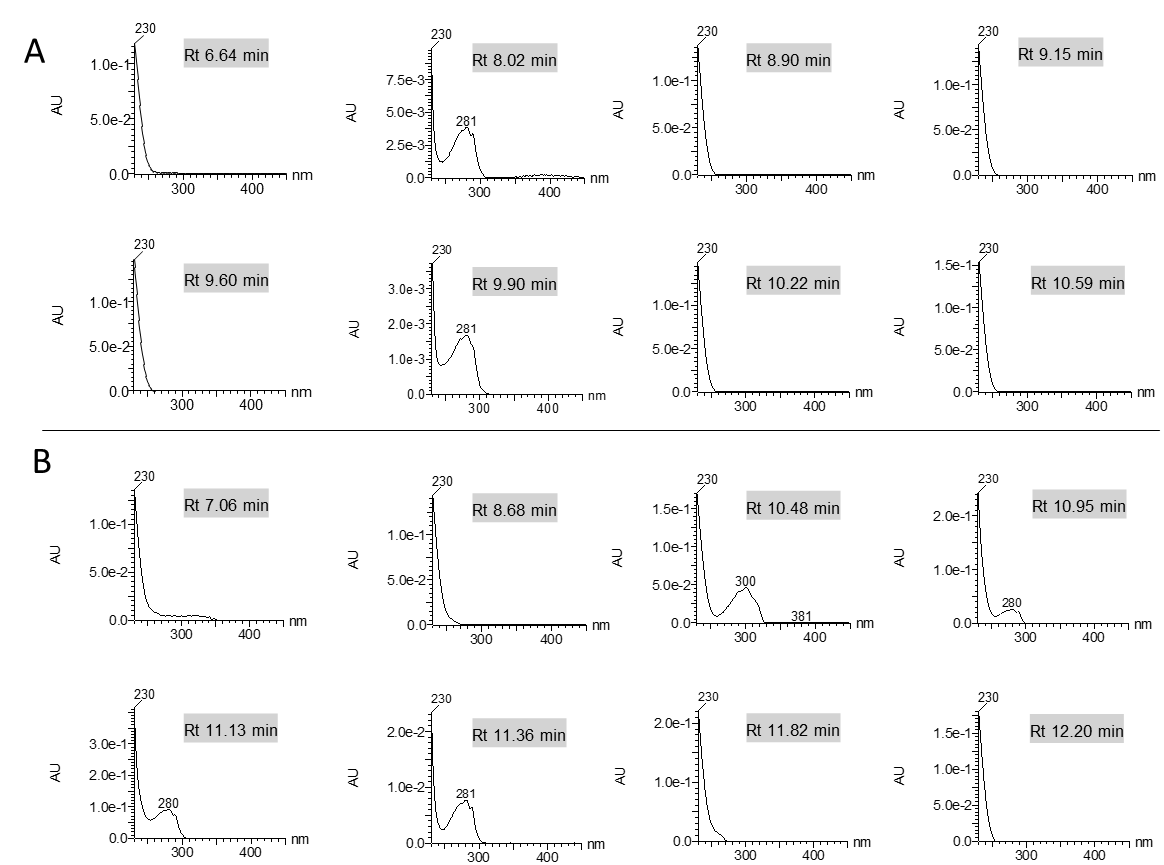 A
230
Rt 6.64 min
1.0e-1
5.0e-2
0.0
AU
300
400
nm
230
Rt 8.02 min
7.5e-3
5.0e-3
2.5e-3
0.0
281
AU
300
400
nm
230
Rt 8.90 min
1.0e-1
5.0e-2
0.0
AU
300
400
nm
230
Rt 9.15 min
1.0e-1
5.0e-2
0.0
AU
300
400
nm
230
Rt 9.60 min
1.0e-1
5.0e-2
0.0
AU
300
400
nm
230
Rt 9.90 min
3.0e-3
2.0e-3
1.0e-3
0.0
281
AU
300
400
nm
230
Rt 10.22 min
1.0e-1
5.0e-2
0.0
AU
300
400
nm
230
Rt 10.59 min
1.5e-1
1.0e-1
5.0e-2
0.0
AU
300
400
nm
B
230
Rt 7.06 min
1.0e-1
5.0e-2
0.0
AU
300
400
nm
230
Rt 8.68 min
1.0e-1
5.0e-2
0.0
AU
300
400
nm
230
Rt 10.48 min
1.5e-1
1.0e-1
5.0e-2
0.0
300
381
AU
300
400
nm
230
Rt 10.95 min
2.0e-1
1.0e-1
0.0
280
AU
300
400
nm
230
Rt 11.13 min
3.0e-1
2.0e-1
1.0e-1
0.0
280
AU
300
400
nm
230
Rt 11.36 min
2.0e-2
1.0e-2
0.0
281
AU
300
400
nm
230
Rt 11.82 min
2.0e-1
1.0e-1
0.0
AU
300
400
nm
230
Rt 12.20 min
1.5e-1
1.0e-1
5.0e-2
0.0
AU
300
400
nm